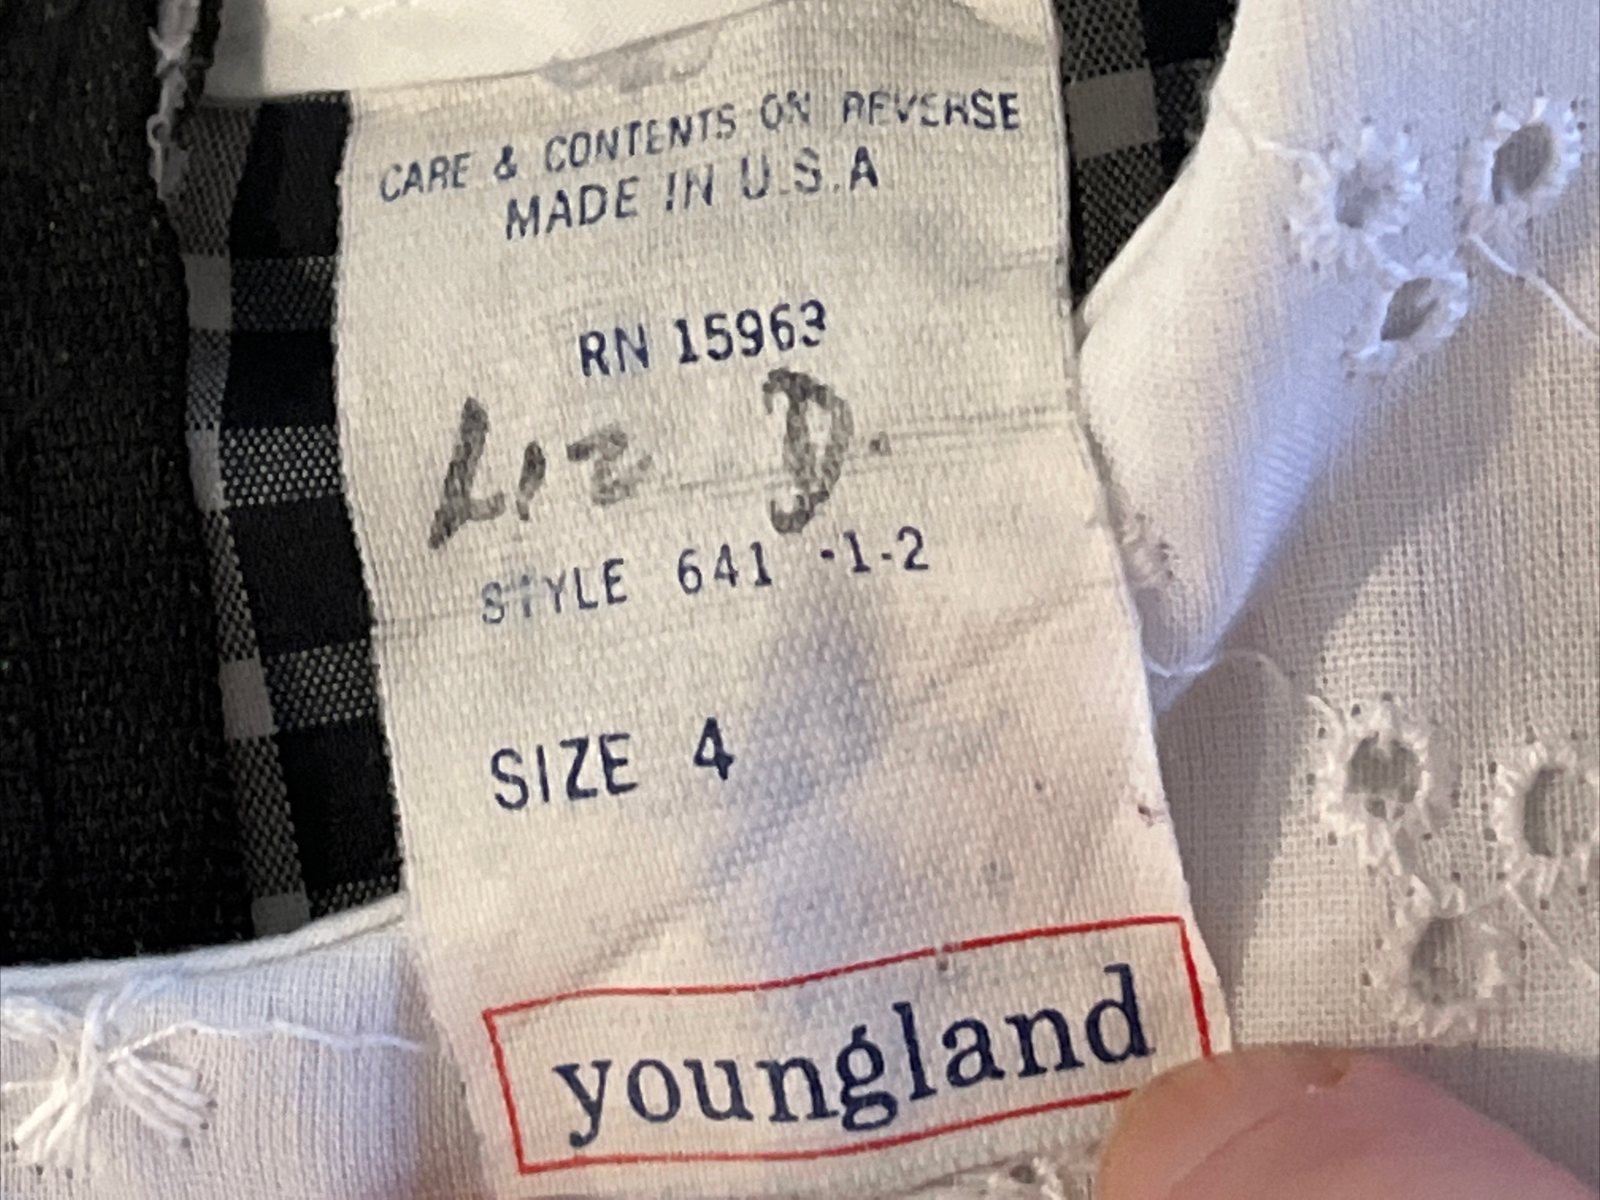 CARE & CONTENTS ON REVERSE
MADE IN U.S.A
RN 15963
Liz D.
STYLE 641 -1-2
SIZE 4
youngland